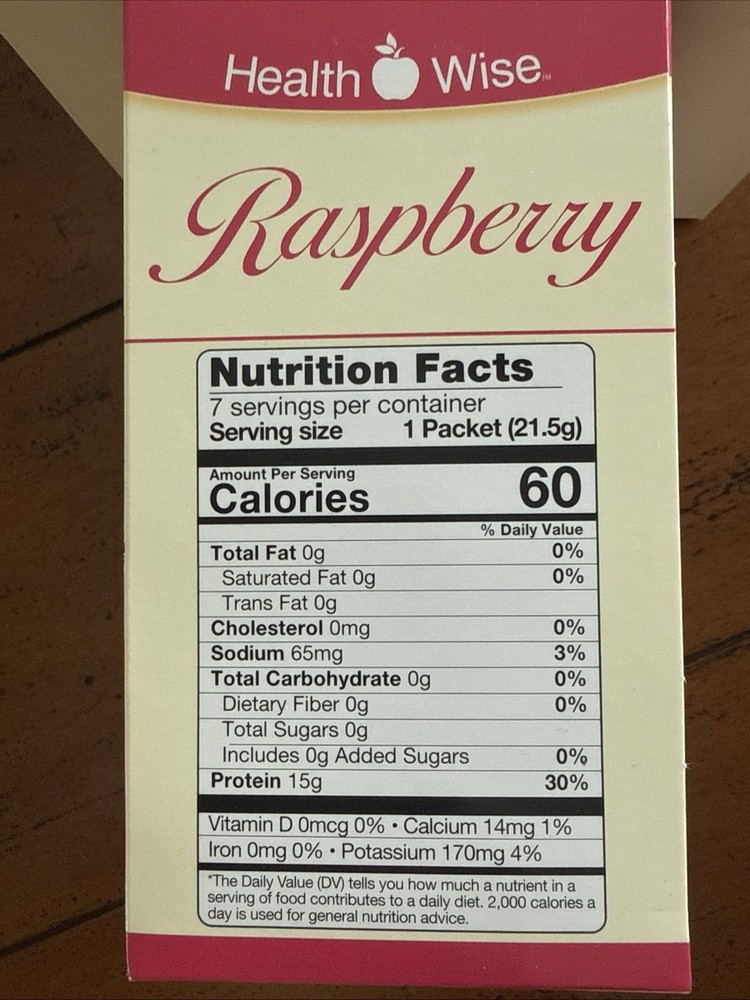 Health Wise™
Raspberry
Nutrition Facts
7 servings per container
Serving size 1 Packet (21.5g)
Amount Per Serving
Calories 60
% Daily Value
Total Fat 0g 0%
Saturated Fat 0g 0%
Trans Fat 0g
Cholesterol 0mg 0%
Sodium 65mg 3%
Total Carbohydrate 0g 0%
Dietary Fiber 0g 0%
Total Sugars 0g
Includes 0g Added Sugars 0%
Protein 15g 30%
Vitamin D 0mcg 0% • Calcium 14mg 1%
Iron 0mg 0% • Potassium 170mg 4%
*The Daily Value (DV) tells you how much a nutrient in a
serving of food contributes to a daily diet. 2,000 calories a
day is used for general nutrition advice.